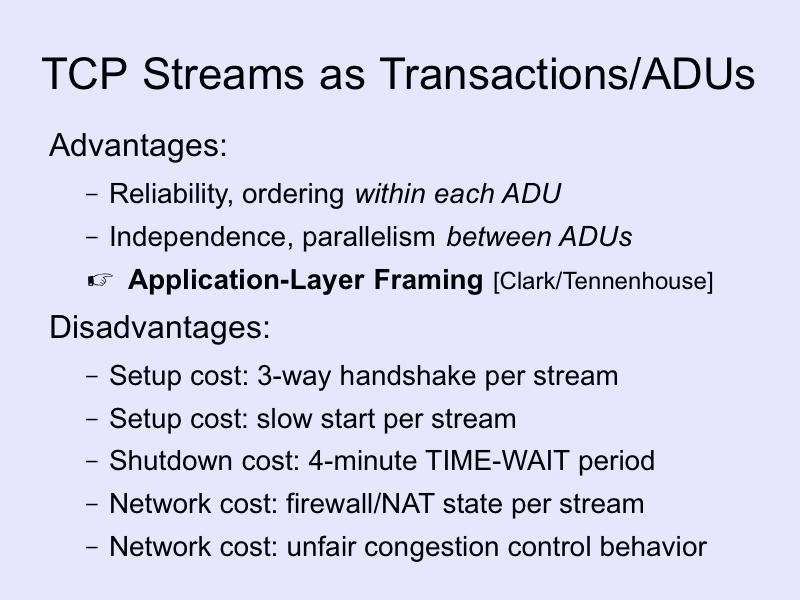 TCP Streams as Transactions/ADUs
Advantages:
– Reliability, ordering within each ADU
– Independence, parallelism between ADUs
☞ Application-Layer Framing [Clark/Tennenhouse]
Disadvantages:
– Setup cost: 3-way handshake per stream
– Setup cost: slow start per stream
– Shutdown cost: 4-minute TIME-WAIT period
– Network cost: firewall/NAT state per stream
– Network cost: unfair congestion control behavior